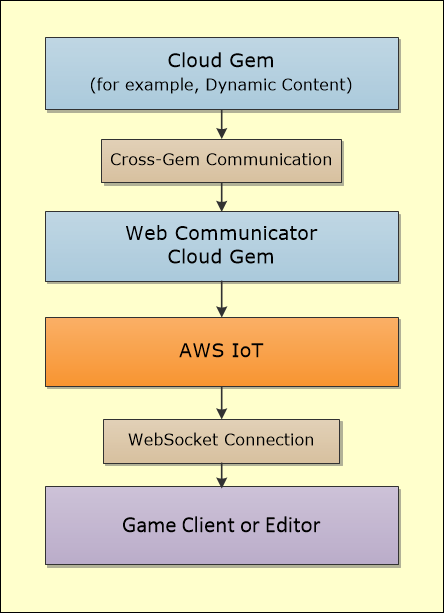 Cloud Gem
(for example, Dynamic Content)
Cross-Gem Communication
Web Communicator
Cloud Gem
AWS IoT
WebSocket Connection
Game Client or Editor